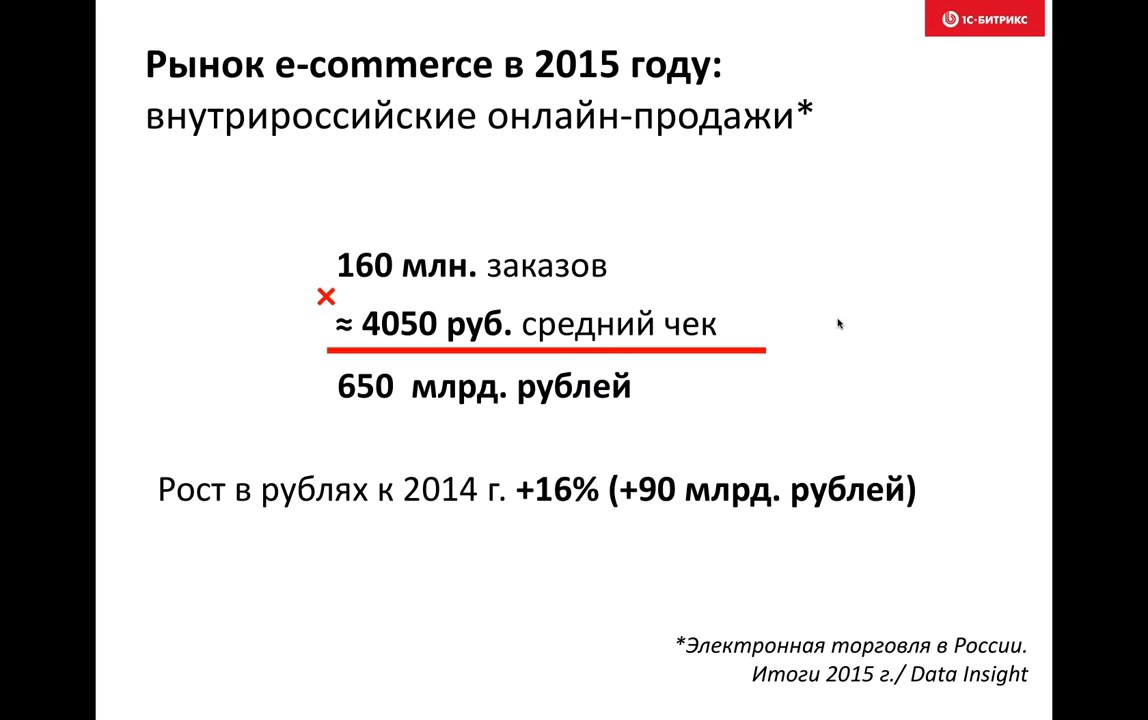 1С-БИТРИКС
Рынок e-commerce в 2015 году:
внутрироссийские онлайн-продажи*
160 млн. заказов
×
≈ 4050 руб. средний чек
650 млрд. рублей
Рост в рублях к 2014 г. +16% (+90 млрд. рублей)
*Электронная торговля в России.
Итоги 2015 г./ Data Insight